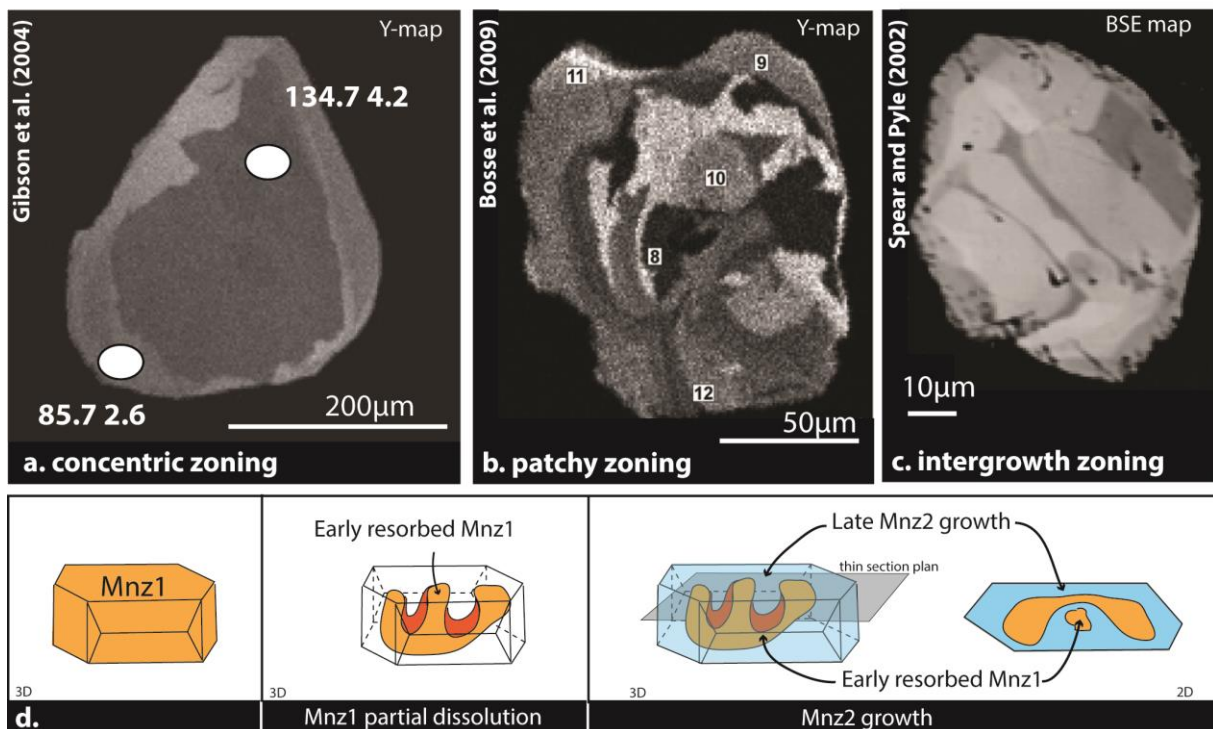 Gibson et al. (2004)
Y-map
134.7 4.2
85.7 2.6
200µm
a. concentric zoning
Bosse et al. (2009)
Y-map
11
9
10
8
12
50µm
b. patchy zoning
Spear and Pyle (2002)
BSE map
10µm
c. intergrowth zoning
Mnz1
3D
d.
Early resorbed Mnz1
3D
Mnz1 partial dissolution
Late Mnz2 growth
thin section plan
Early resorbed Mnz1
3D
2D
Mnz2 growth